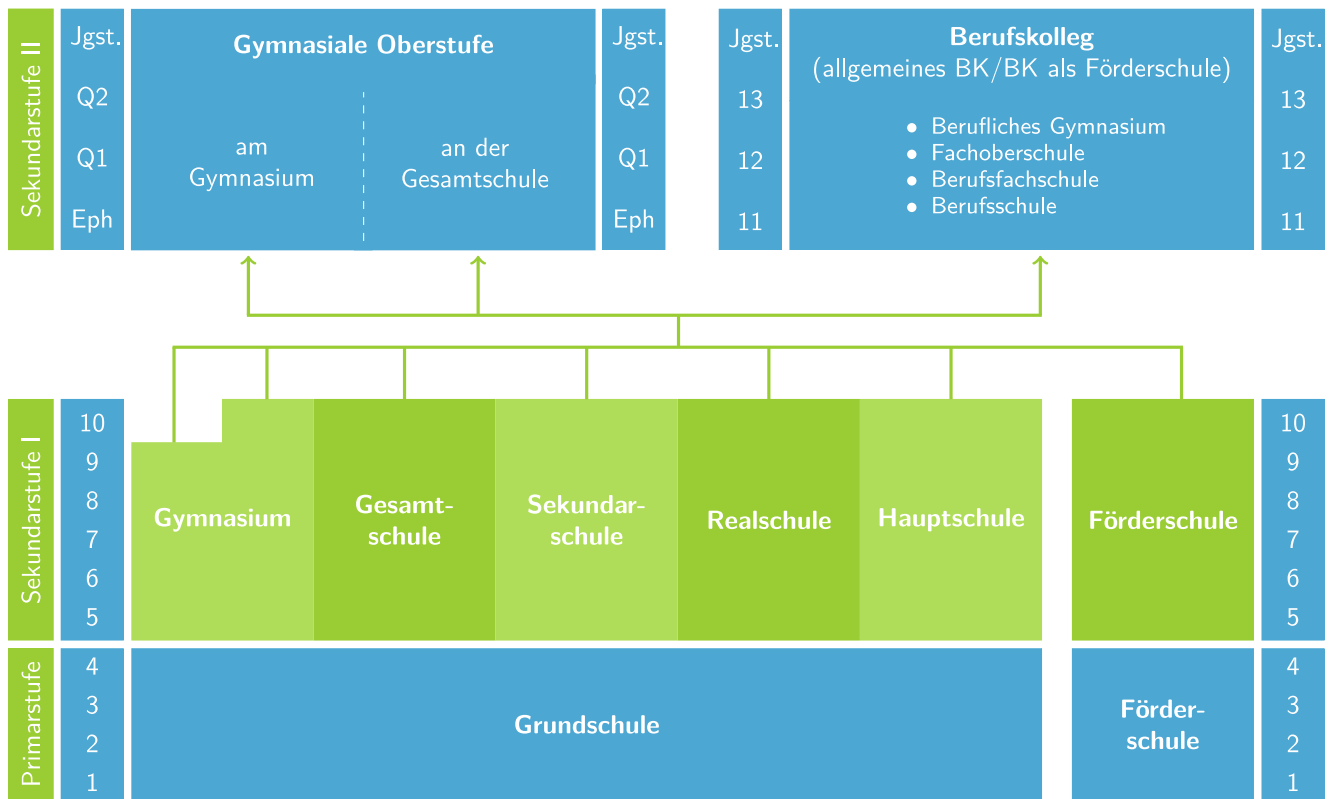 Sekundarstufe II
Jgst.
Q2
Q1
Eph
Gymnasiale Oberstufe
am
Gymnasium
an der
Gesamtschule
Jgst.
Q2
Q1
Eph
Jgst.
13
12
11
Berufskolleg
(allgemeines BK/BK als Förderschule)
• Berufliches Gymnasium
• Fachoberschule
• Berufsfachschule
• Berufsschule
Jgst.
13
12
11
Sekundarstufe I
10
9
8
7
6
5
Gymnasium
Gesamt-
schule
Sekundar-
schule
Realschule
Hauptschule
Förderschule
10
9
8
7
6
5
Primarstufe
4
3
2
1
Grundschule
Förder-
schule
4
3
2
1